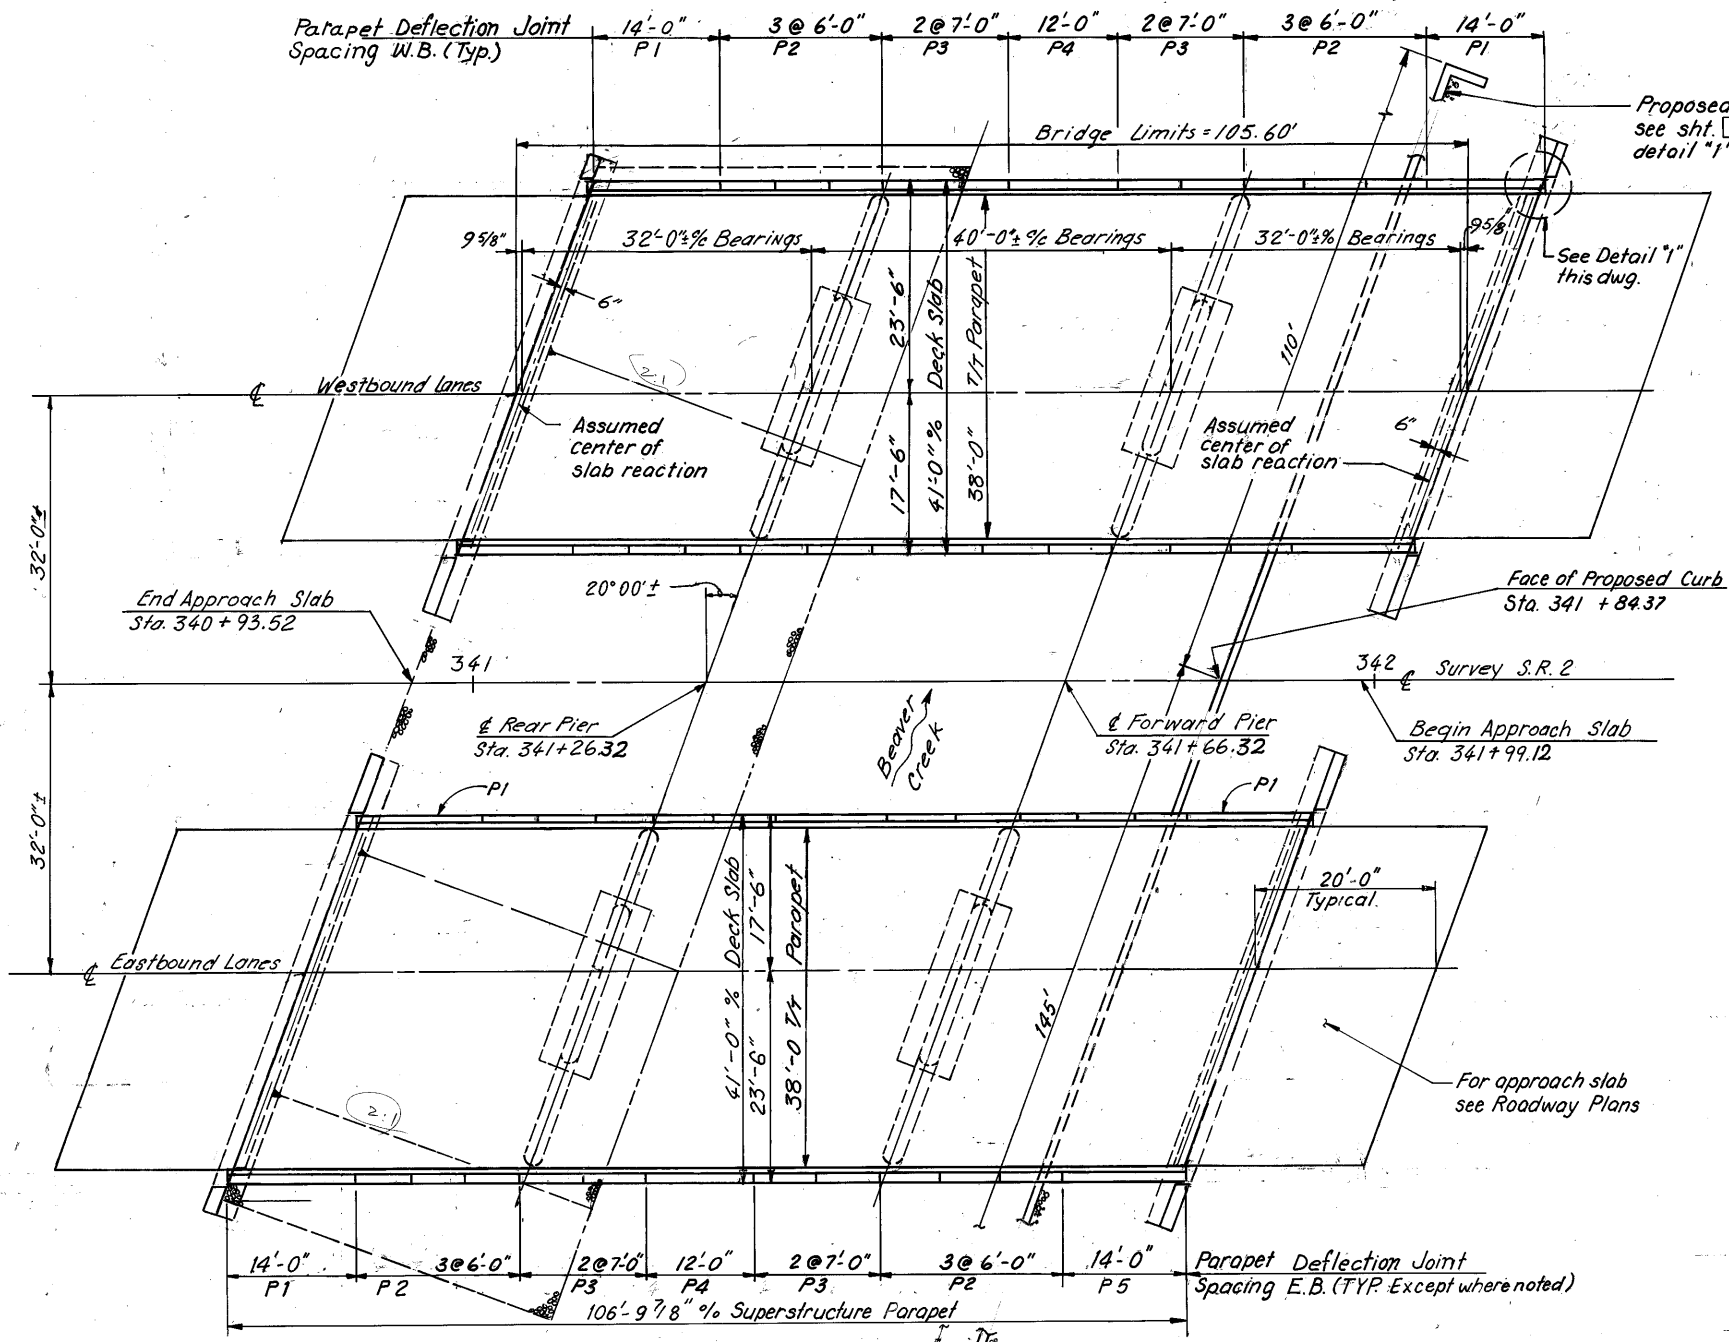 Parapet Deflection Joint
Spacing W.B. (Typ.)
14'-0"
P1
3 @ 6'-0"
P2
2 @ 7'-0"
P3
12'-0"
P4
2 @ 7'-0"
P3
3 @ 6'-0"
P2
14'-0"
P1
Proposed
see sht.
detail "1"
Bridge Limits = 105.60'
9 5/8"
32'-0"± c/c Bearings
40'-0"± c/c Bearings
32'-0"± c/c Bearings
9 5/8"
See Detail "1"
this dwg.
6"
23'-6"
Deck Slab
T/T Parapet
110'
2:1
℄ Westbound Lanes
Assumed
center of
slab reaction
17'-6"
41'-0" %
38'-0"
Assumed
center of
slab reaction
6"
32'-0"±
20°00'±
End Approach Slab
Sta. 340 + 93.52
Face of Proposed Curb
Sta. 341 + 84.37
341
342
℄ Survey S.R. 2
℄ Rear Pier
Sta. 341+26.32
Beaver
Creek
℄ Forward Pier
Sta. 341+66.32
Begin Approach Slab
Sta. 341+99.12
32'-0"±
P1
P1
41'-0" % Deck Slab
17'-6"
23'-6"
38'-0 T/T Parapet
20'-0"
Typical.
℄ Eastbound Lanes
145'
2:1
For approach slab
see Roadway Plans
14'-0"
P1
P2
3@6'-0"
2@7'-0"
P3
12'-0"
P4
2@7'-0"
P3
3@6'-0"
P2
14'-0"
P5
Parapet Deflection Joint
Spacing E.B. (TYP. Except where noted)
106'-9 7/8" % Superstructure Parapet